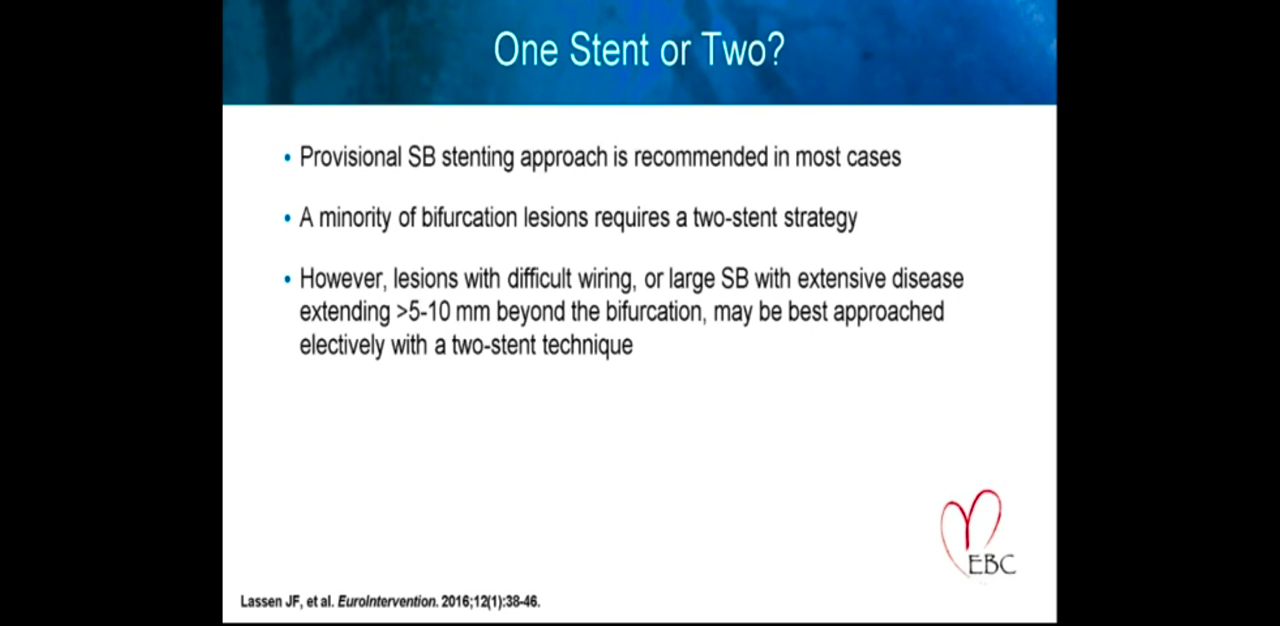 One Stent or Two?
• Provisional SB stenting approach is recommended in most cases
• A minority of bifurcation lesions requires a two-stent strategy
• However, lesions with difficult wiring, or large SB with extensive disease
extending >5-10 mm beyond the bifurcation, may be best approached
electively with a two-stent technique
EBC
Lassen JF, et al. EuroIntervention. 2016;12(1):38-46.